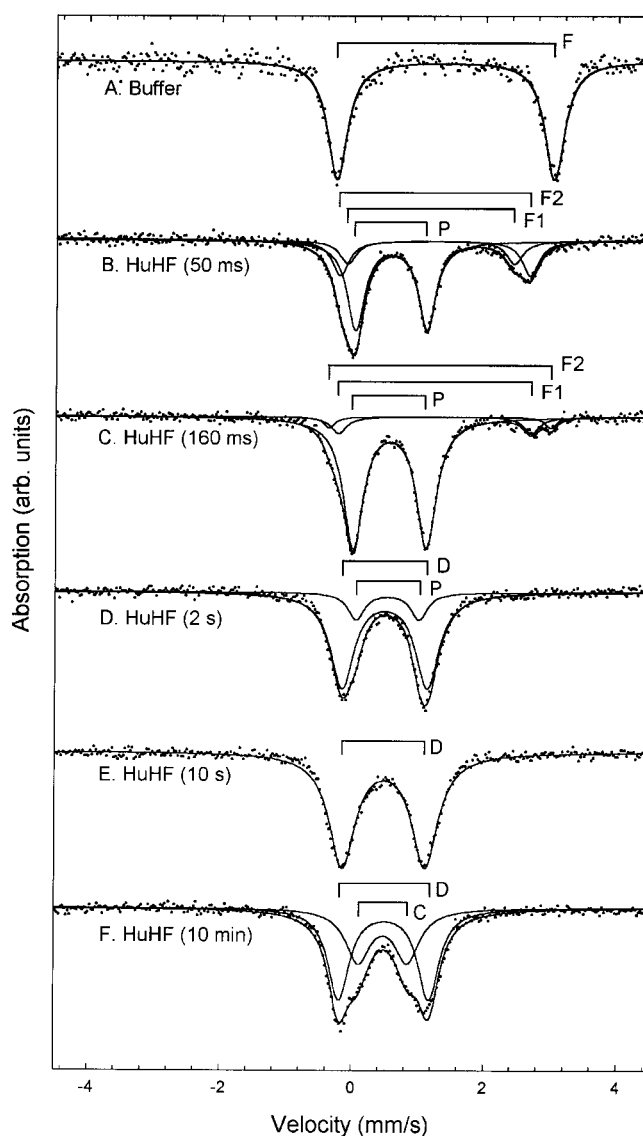 F
A. Buffer
F2
F1
P
B. HuHF (50 ms)
F2
F1
P
C. HuHF (160 ms)
D
P
D. HuHF (2 s)
D
E. HuHF (10 s)
D
C
F. HuHF (10 min)
Absorption (arb. units)
-4 -2 0 2 4
Velocity (mm/s)